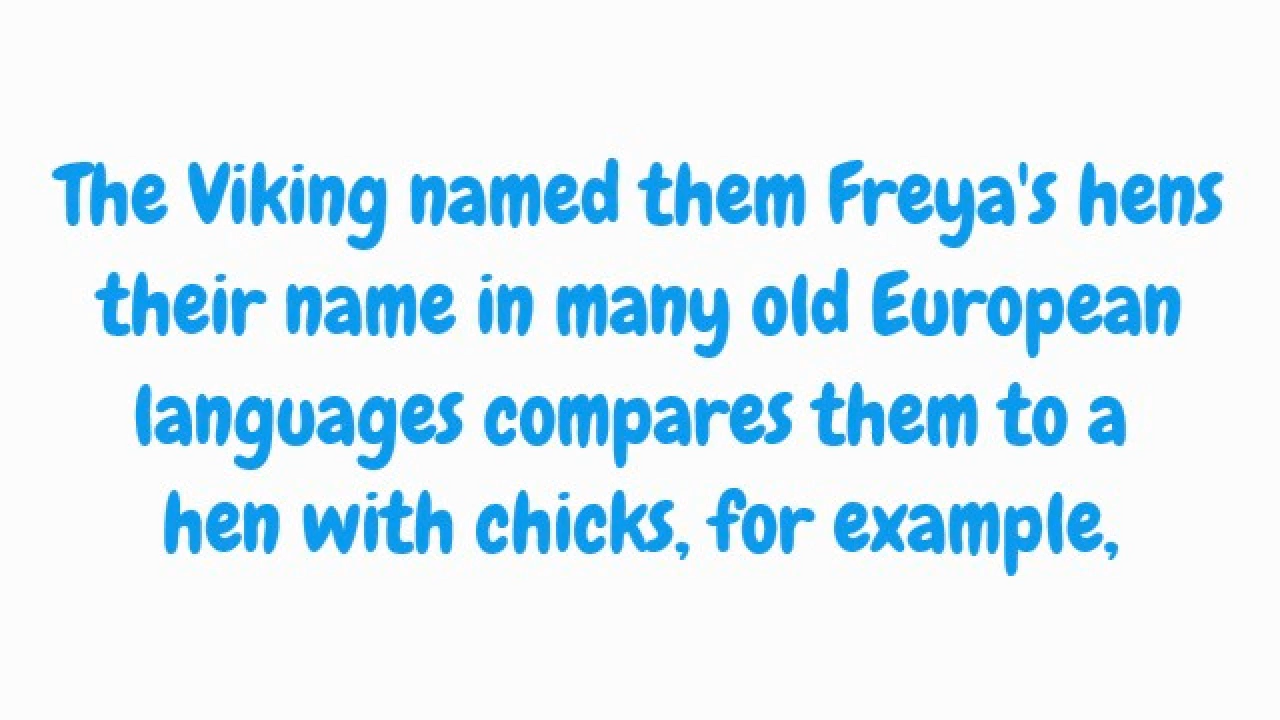 The Viking named them Freya's hens
their name in many old European
languages compares them to a
hen with chicks, for example,